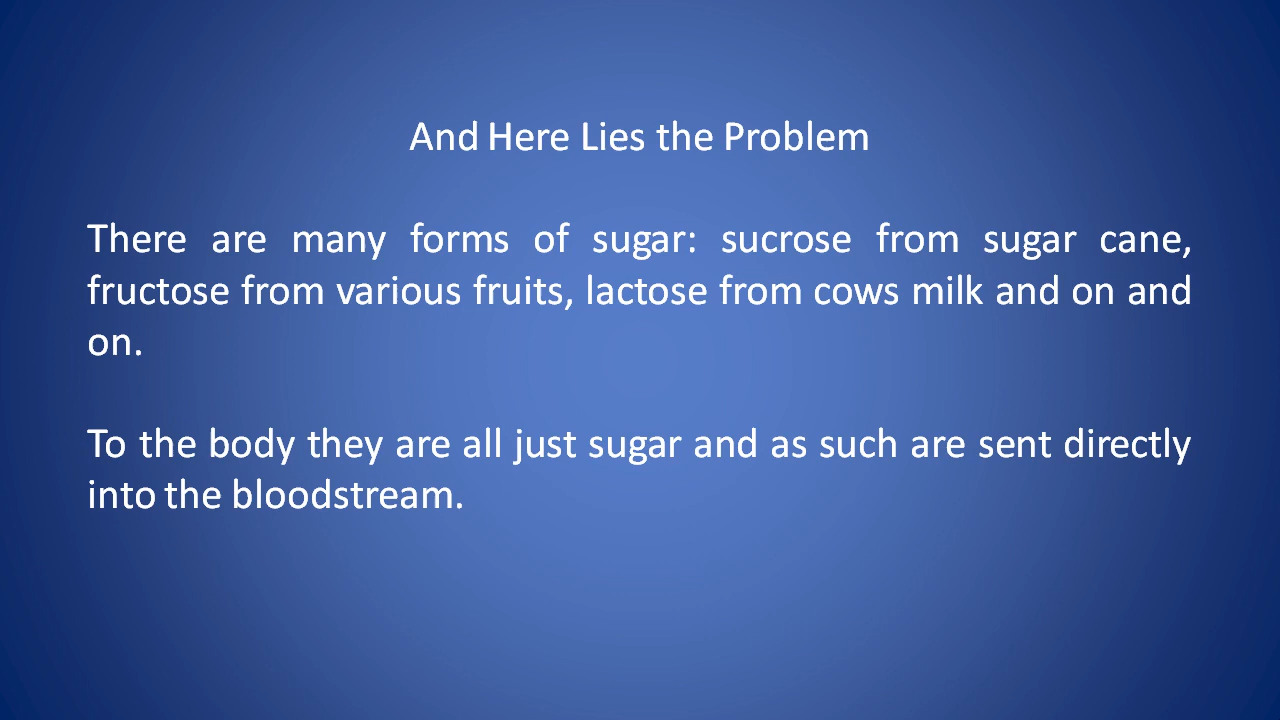 And Here Lies the Problem
There are many forms of sugar: sucrose from sugar cane,
fructose from various fruits, lactose from cows milk and on and
on.
To the body they are all just sugar and as such are sent directly
into the bloodstream.